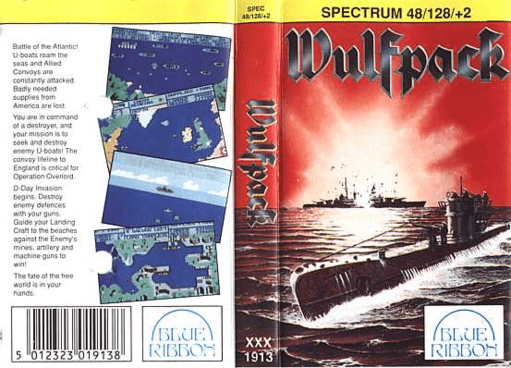 Battle of the Atlantic!
U-boats roam the
seas and Allied
Convoys are
constantly attacked.
Badly needed
supplies from
America are lost.
You are in command
of a destroyer, and
your mission is to
seek and destroy
enemy U-boats! The
convoy lifeline to
England is critical for
Operation Overlord.
D-Day Invasion
begins. Destroy
enemy defences
with your guns.
Guide your Landing
Craft to the beaches
against the Enemy's
mines, artillery and
machine guns to
win!
The fate of the free
world is in your
hands.
5 012323 019138
BLUE
RIBBON
SPEC
48/128/+2
Wulfpack
XXX
1913
SPECTRUM 48/128/+2
Wulfpack
BLUE
RIBBON